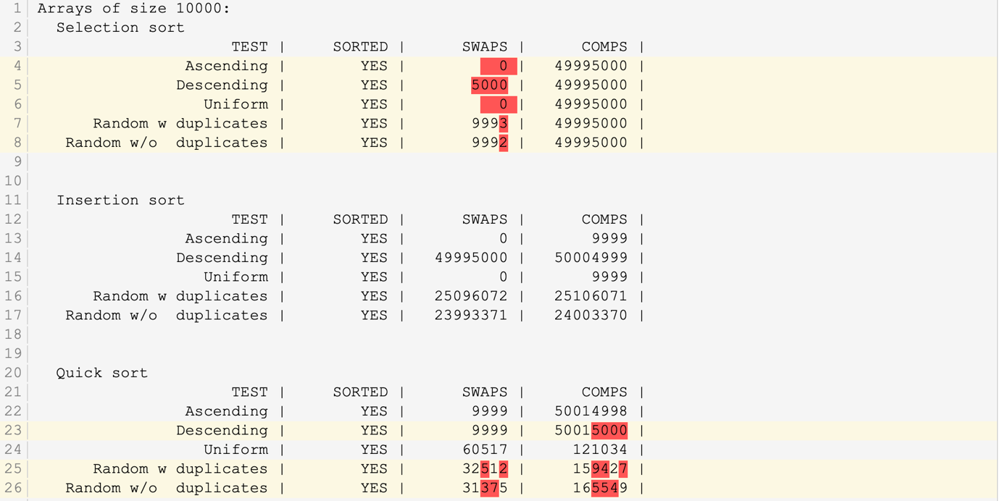 1 Arrays of size 10000:
2 Selection sort
3 TEST | SORTED | SWAPS | COMPS |
4 Ascending | YES | 0 | 49995000 |
5 Descending | YES | 5000 | 49995000 |
6 Uniform | YES | 0 | 49995000 |
7 Random w duplicates | YES | 9993 | 49995000 |
8 Random w/o  duplicates | YES | 9992 | 49995000 |
9
10
11 Insertion sort
12 TEST | SORTED | SWAPS | COMPS |
13 Ascending | YES | 0 | 9999 |
14 Descending | YES | 49995000 | 50004999 |
15 Uniform | YES | 0 | 9999 |
16 Random w duplicates | YES | 25096072 | 25106071 |
17 Random w/o  duplicates | YES | 23993371 | 24003370 |
18
19
20 Quick sort
21 TEST | SORTED | SWAPS | COMPS |
22 Ascending | YES | 9999 | 50014998 |
23 Descending | YES | 9999 | 50015000 |
24 Uniform | YES | 60517 | 121034 |
25 Random w duplicates | YES | 32512 | 159427 |
26 Random w/o  duplicates | YES | 31375 | 165549 |